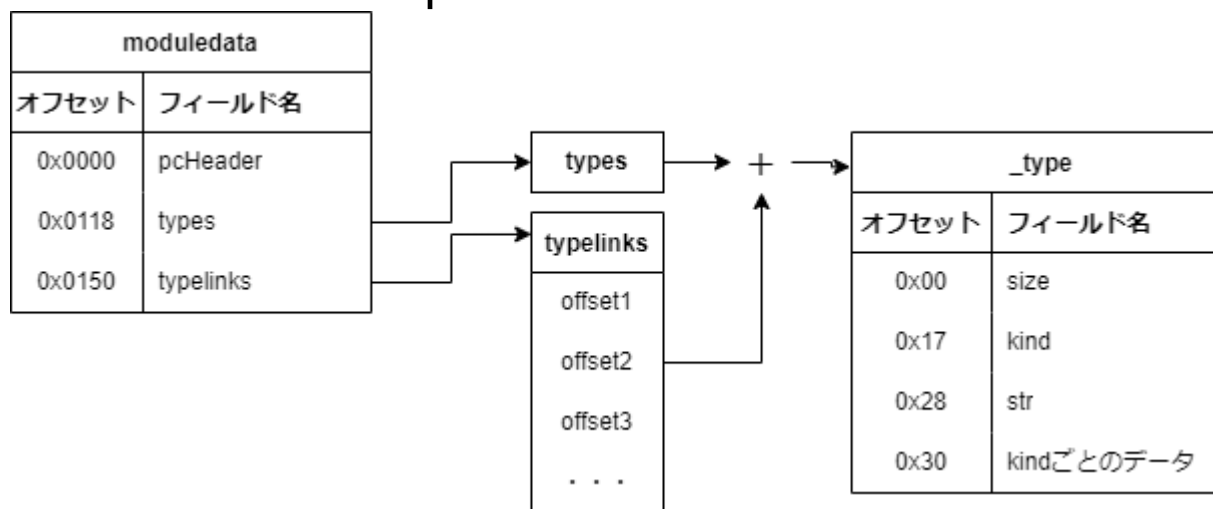 moduledata
オフセット フィールド名
0x0000 pcHeader
0x0118 types
0x0150 typelinks
types
+
typelinks
offset1
offset2
offset3
・・・
_type
オフセット フィールド名
0x00 size
0x17 kind
0x28 str
0x30 kindごとのデータ